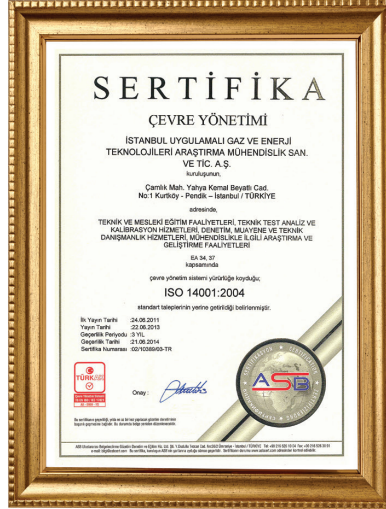 SERTİFİKA
ÇEVRE YÖNETİMİ
İSTANBUL UYGULAMALI GAZ VE ENERJİ
TEKNOLOJİLERİ ARAŞTIRMA MÜHENDİSLİK SAN.
VE TİC. A.Ş.
kuruluşunun,
Çamlık Mah. Yahya Kemal Beyatlı Cad.
No:1 Kurtköy - Pendik – İstanbul / TÜRKİYE
adresinde,
TEKNİK VE MESLEKİ EĞİTİM FAALİYETLERİ, TEKNİK TEST ANALİZ VE
KALİBRASYON HİZMETLERİ, DENETİM, MUAYENE VE TEKNİK
DANIŞMANLIK HİZMETLERİ, MÜHENDİSLİKLE İLGİLİ ARAŞTIRMA VE
GELİŞTİRME FAALİYETLERİ
EA 34, 37
kapsamında
çevre yönetim sistemi yürürlüğe koyduğu,
ISO 14001:2004
standart taleplerinin yerine getirildiği belirlenmiştir.
İlk Yayın Tarihi :24.06.2011
Yayın Tarihi :22.06.2013
Geçerlilik Periyodu :3 YIL
Geçerlilik Tarihi :21.06.2014
Sertifika Numarası :02/10389/03-TR
TÜRKAK
Onay :
ASB